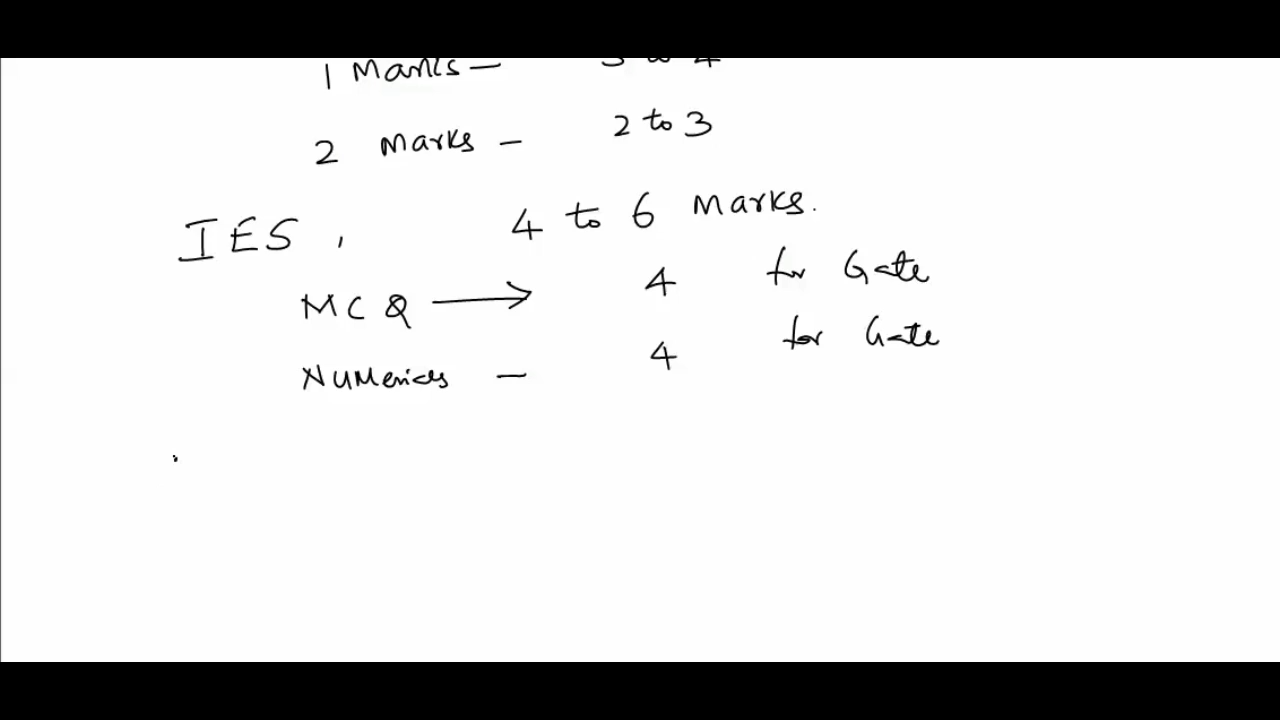 1 Marks –
2 Marks – 2 to 3
IES, 4 to 6 Marks.
MCQ → 4 for Gate
Numericals – 4 for Gate